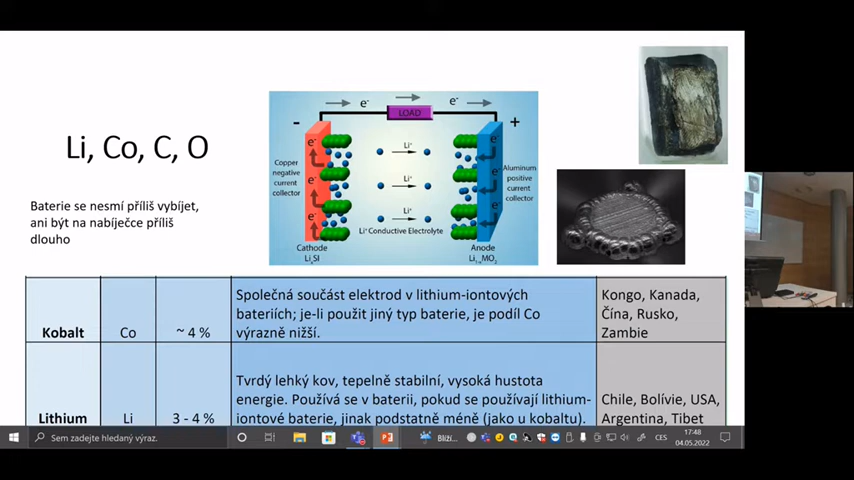 Li, Co, C, O
Baterie se nesmí příliš vybíjet,
ani být na nabíječce příliš
dlouho
e-
e-
LOAD
-
+
Copper
negative
current
collector
e-
e-
e-
Li+
Li+
Li+
Li+ Conductive Electrolyte
e-
e-
e-
Aluminum
positive
current
collector
Cathode
Anode
Kobalt
Co
~ 4 %
Společná součást elektrod v lithium-iontových
bateriích; je-li použit jiný typ baterie, je podíl Co
výrazně nižší.
Kongo, Kanada,
Čína, Rusko,
Zambie
Lithium
Li
3 - 4 %
Tvrdý lehký kov, tepelně stabilní, vysoká hustota
energie. Používá se v baterii, pokud se používají lithium-
iontové baterie, jinak podstatně méně (jako u kobaltu).
Chile, Bolívie, USA,
Argentina, Tibet
Sem zadejte hledaný výraz.
Blíží...
CES
17:48
04.05.2022